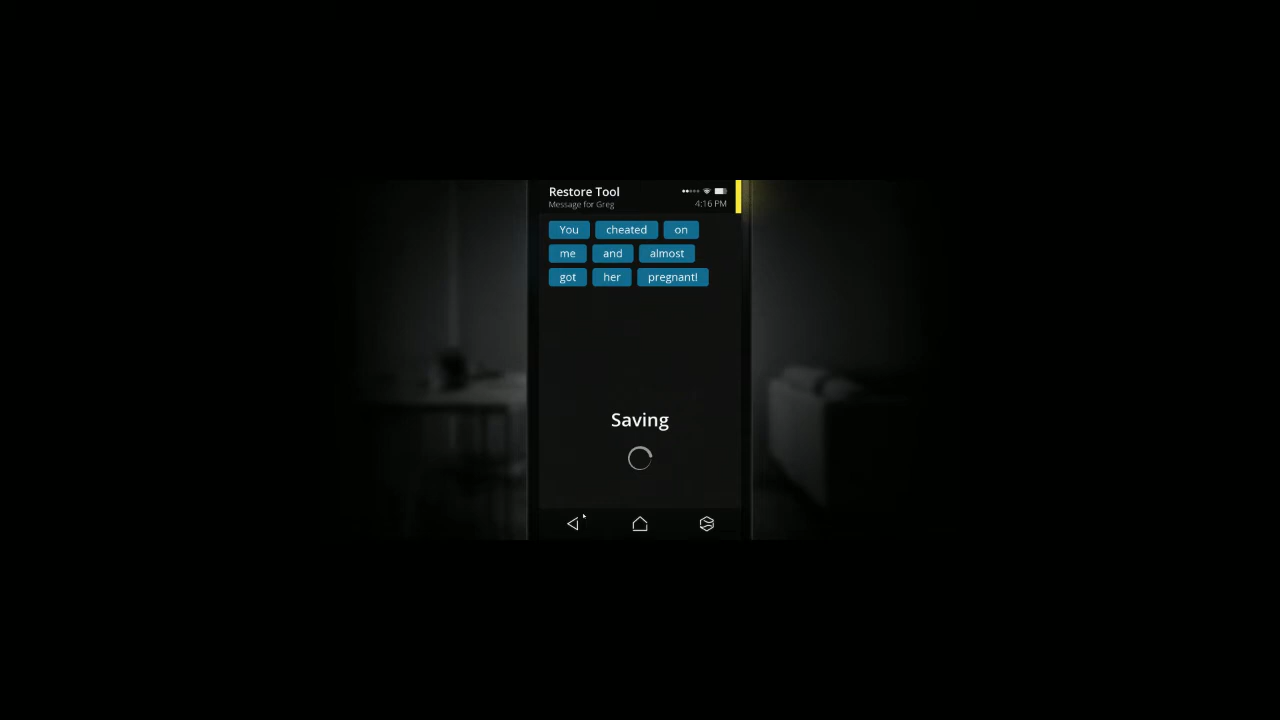 Restore Tool
Message for Greg
4:16 PM
You cheated on
me and almost
got her pregnant!
Saving